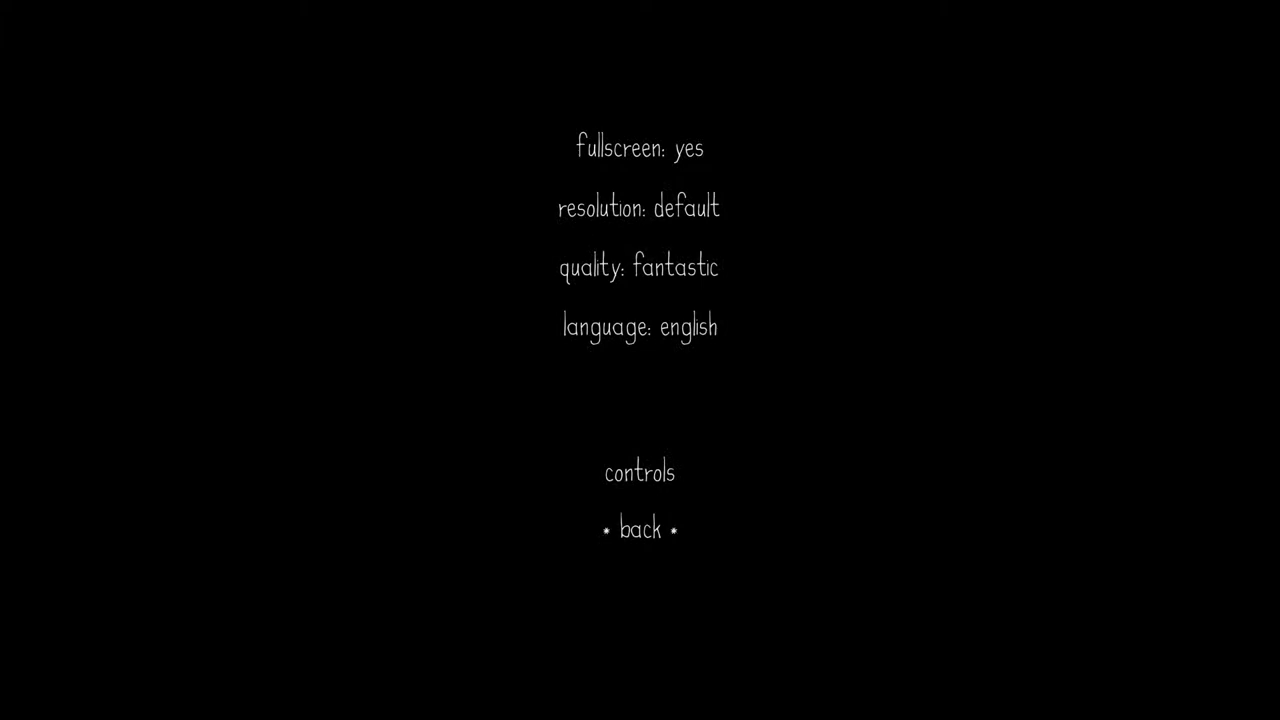 fullscreen: yes
resolution: default
quality: fantastic
language: english
controls
* back *